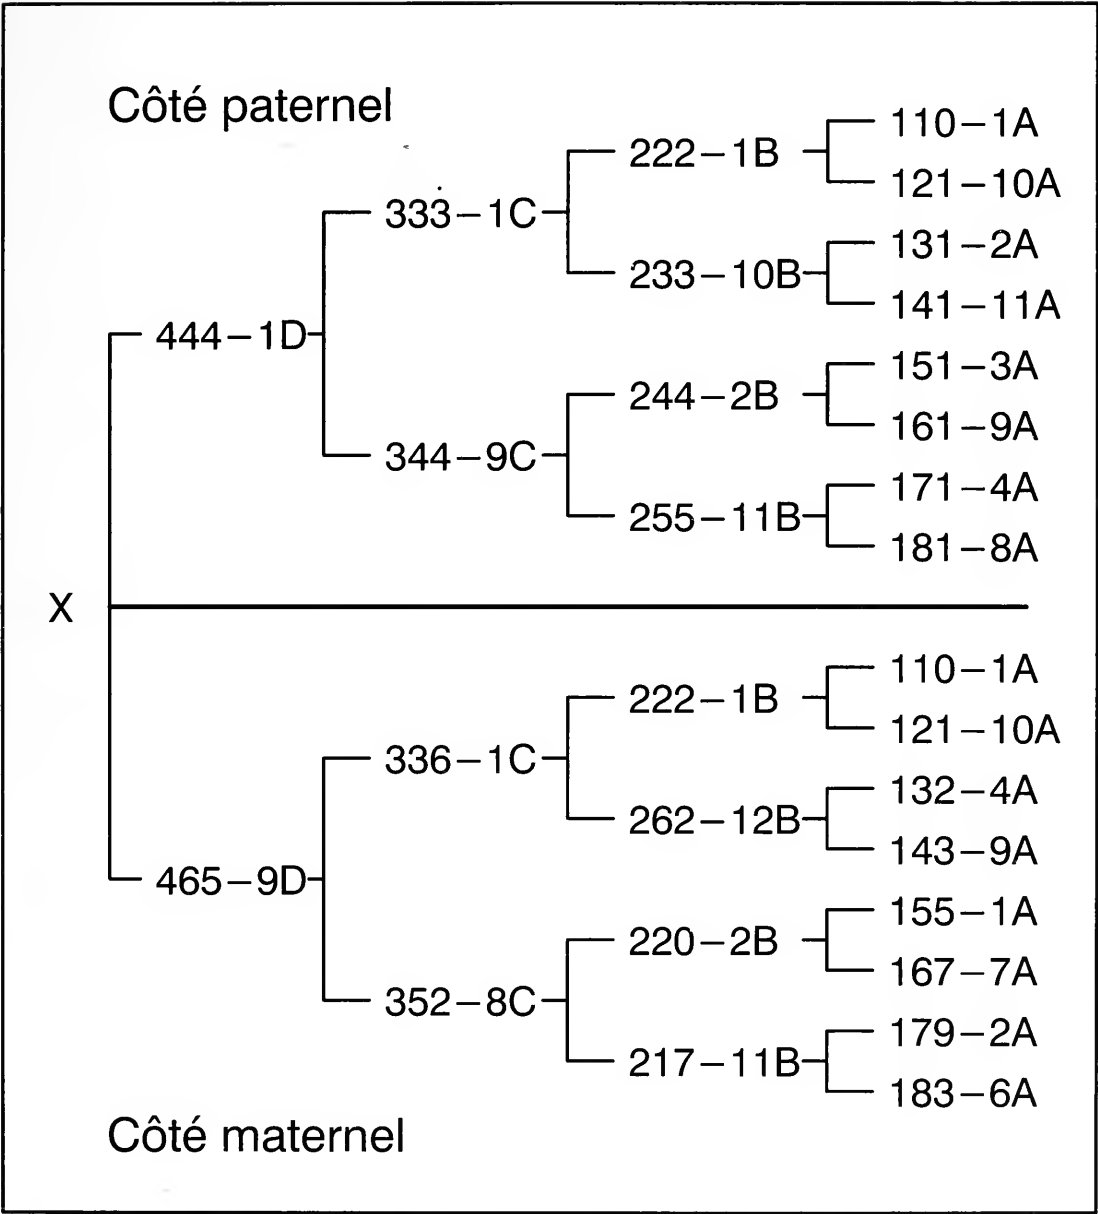 Côté paternel
110–1A
222–1B
121–10A
333–1C
131–2A
233–10B
141–11A
444–1D
151–3A
244–2B
161–9A
344–9C
171–4A
255–11B
181–8A
X
110–1A
222–1B
121–10A
336–1C
132–4A
262–12B
143–9A
465–9D
155–1A
220–2B
167–7A
352–8C
179–2A
217–11B
183–6A
Côté maternel